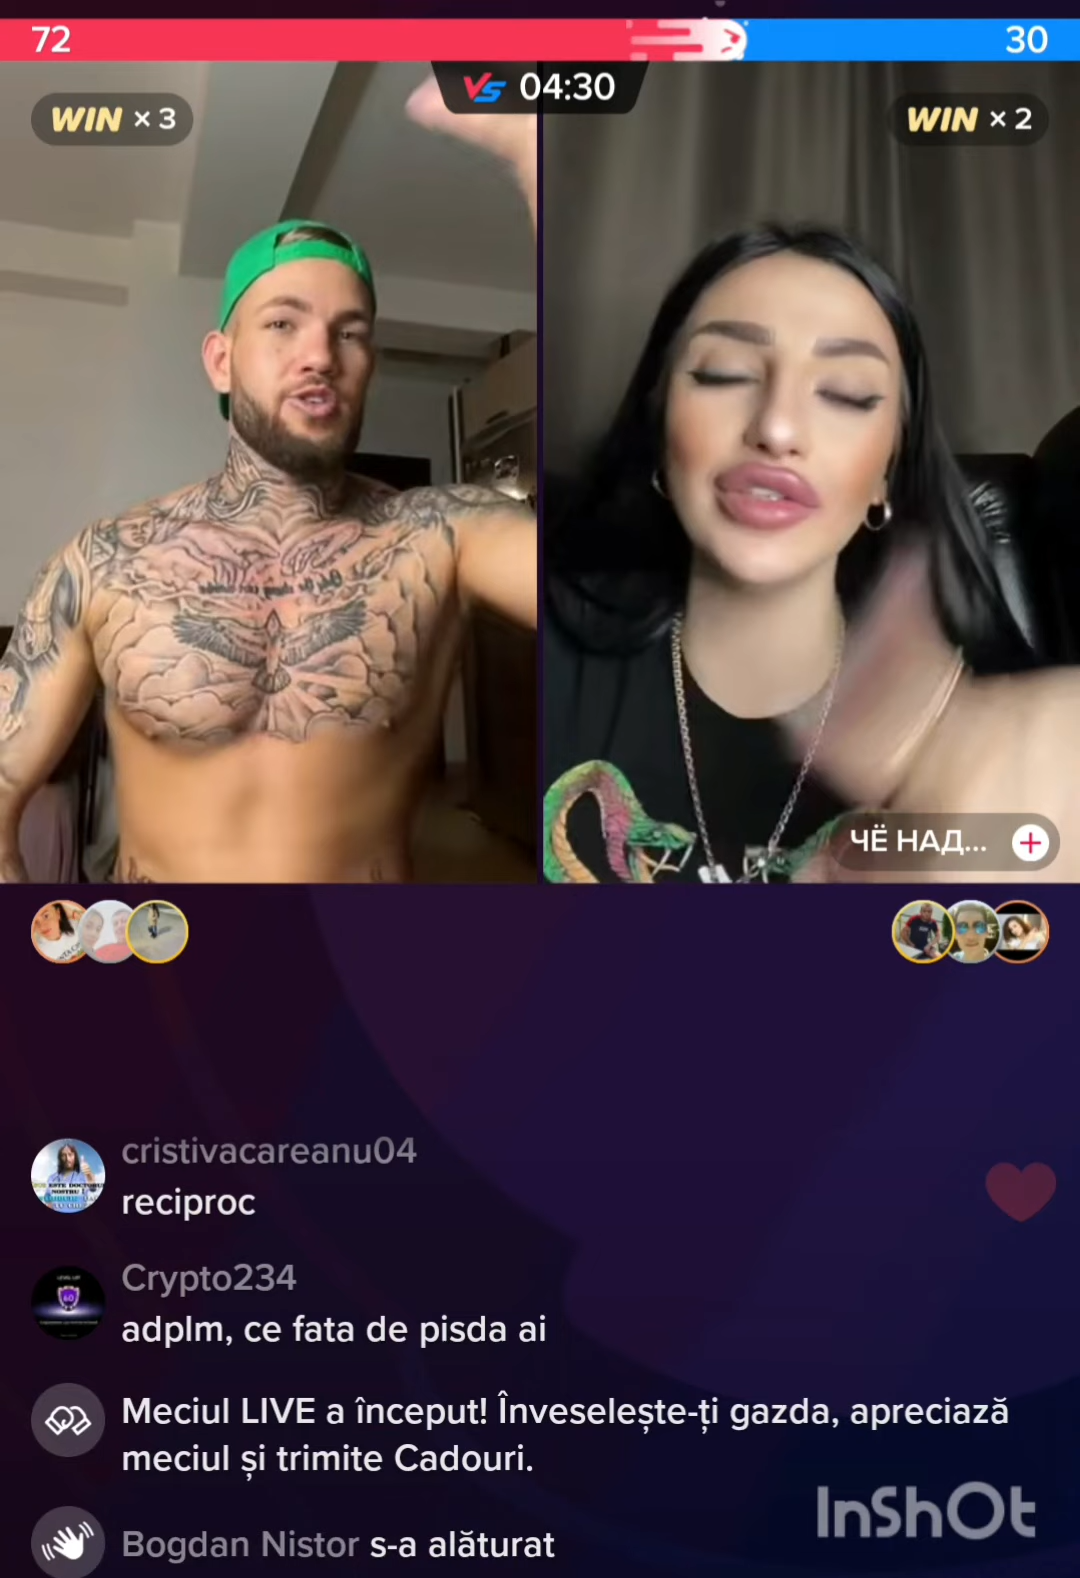 72
30
VS 04:30
WIN × 3
WIN × 2
ЧЁ НАД...
cristivacareanu04
reciproc
Crypto234
adplm, ce fata de pisda ai
Meciul LIVE a început! Înveselește-ți gazda, apreciază
meciul și trimite Cadouri.
InShOt
Bogdan Nistor s-a alăturat